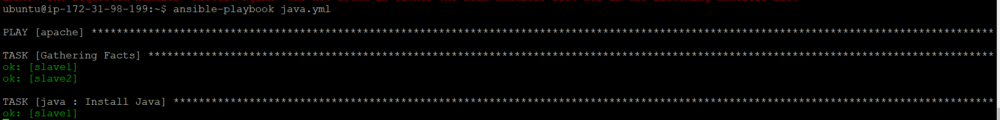 ubuntu@ip-172-31-98-199:~$ ansible-playbook java.yml
PLAY [apache] ***********************************************************************************************************************************************
TASK [Gathering Facts] **************************************************************************************************************************************
ok: [slave1]
ok: [slave2]
TASK [java : Install Java] **********************************************************************************************************************************
ok: [slave1]